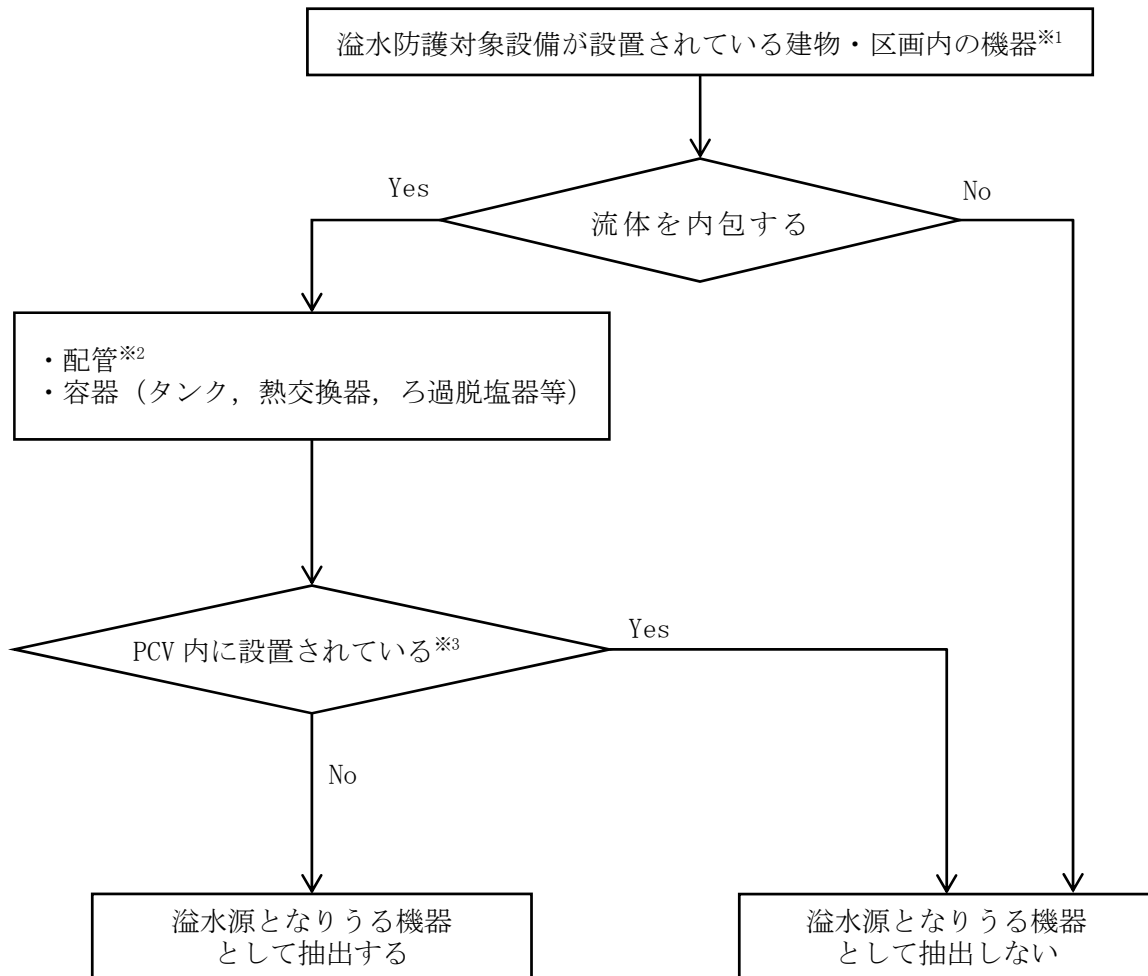 溢水防護対象設備が設置されている建物・区画内の機器※1
Yes
No
流体を内包する
・配管※2
・容器（タンク，熱交換器，ろ過脱塩器等）
PCV 内に設置されている※3
Yes
No
溢水源となりうる機器
として抽出する
溢水源となりうる機器
として抽出しない